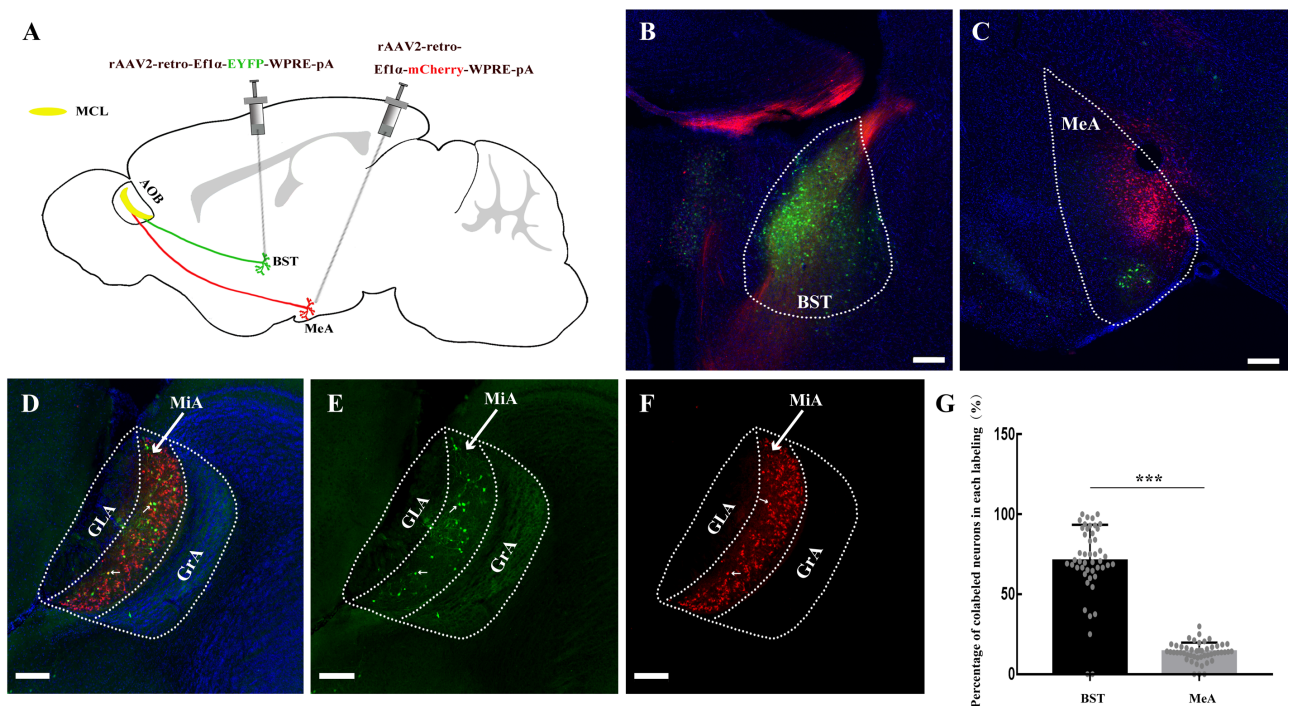 A
rAAV2-retro-
rAAV2-retro-Ef1α-EYFP-WPRE-pA
Ef1α-mCherry-WPRE-pA
MCL
AOB
BST
MeA
B
BST
C
MeA
D
MiA
GLA
GrA
E
MiA
GLA
GrA
F
MiA
GLA
GrA
G
Percentage of colabeled neurons in each labeling（%）
150
100
50
0
***
BST
MeA